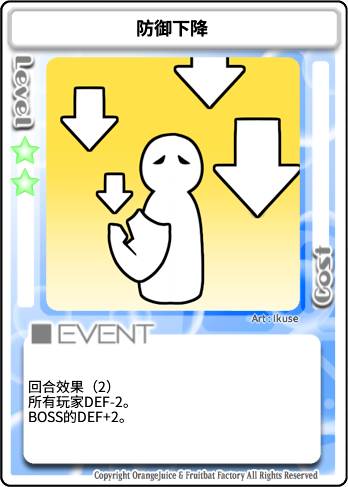 防御下降
Level
Art : Ikuse
Cost
EVENT
回合效果（2）
所有玩家DEF-2。
BOSS的DEF+2。
Copyright OrangeJuice & Fruitbat Factory All Rights Reserved